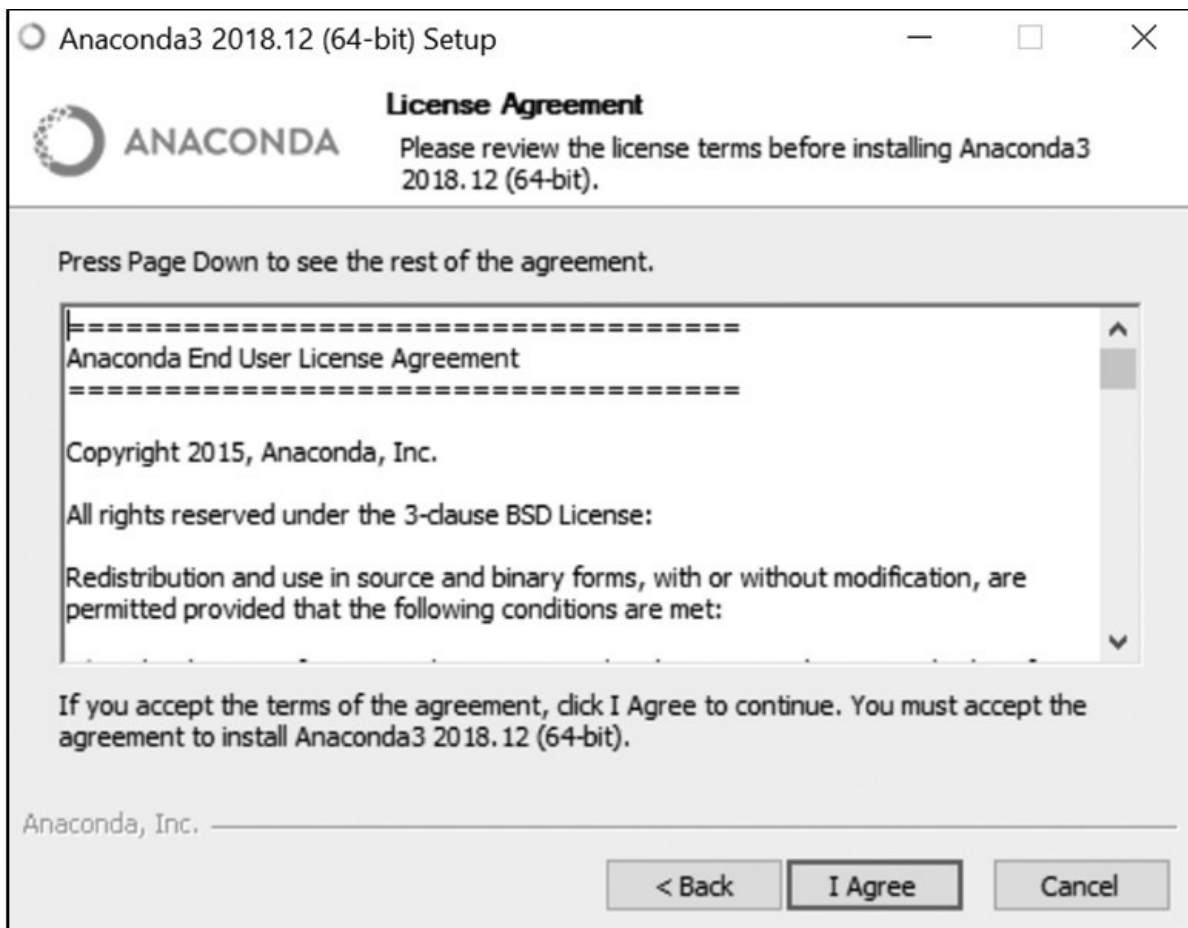 Anaconda3 2018.12 (64-bit) Setup
ANACONDA
License Agreement
Please review the license terms before installing Anaconda3
2018.12 (64-bit).
Press Page Down to see the rest of the agreement.
===================================
Anaconda End User License Agreement
===================================
Copyright 2015, Anaconda, Inc.
All rights reserved under the 3-clause BSD License:
Redistribution and use in source and binary forms, with or without modification, are
permitted provided that the following conditions are met:
If you accept the terms of the agreement, click I Agree to continue. You must accept the
agreement to install Anaconda3 2018.12 (64-bit).
Anaconda, Inc.
< Back
I Agree
Cancel